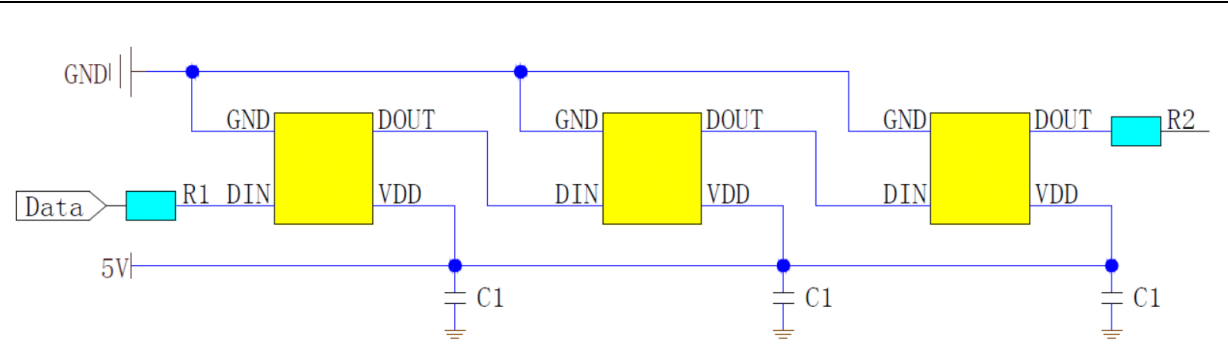 GND
GND DOUT GND DOUT GND DOUT R2
Data R1 DIN VDD DIN VDD DIN VDD
5V
C1 C1 C1